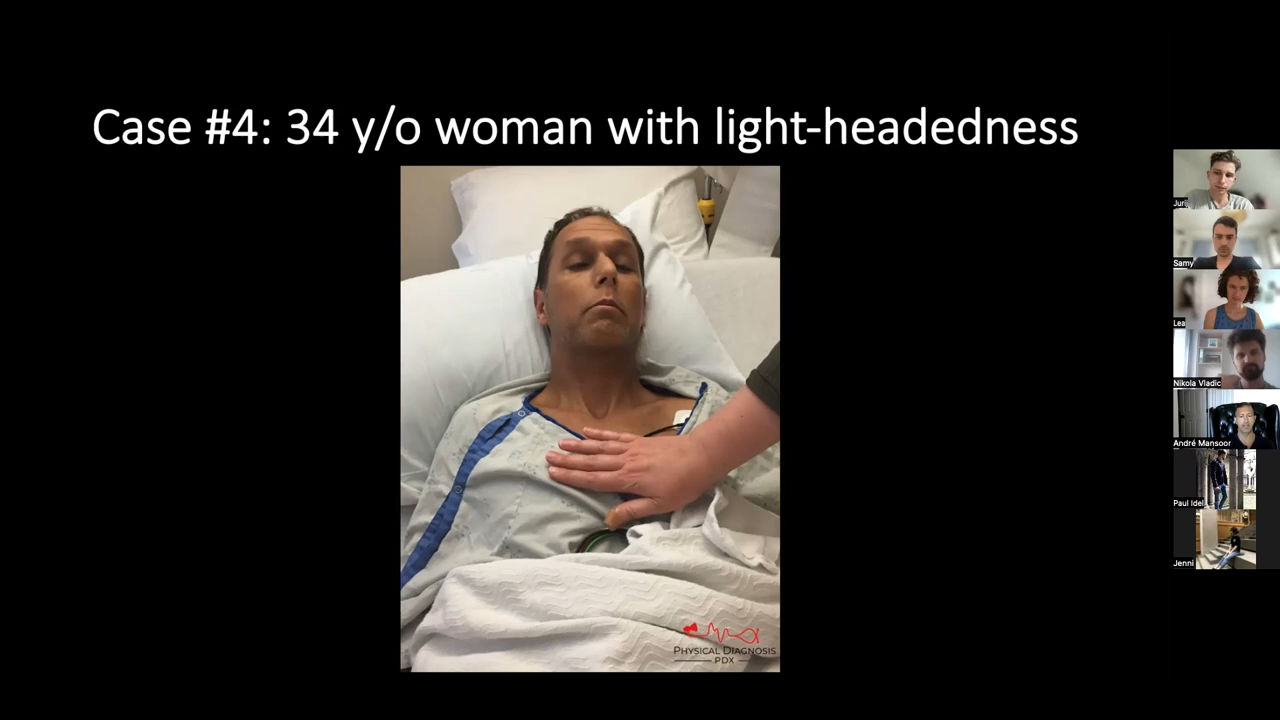 Case #4: 34 y/o woman with light-headedness
PHYSICAL DIAGNOSIS
PDX
Jurij
Samy
Lea
Nikola Vladic
André Mansoor
Paul Idel
Jenni